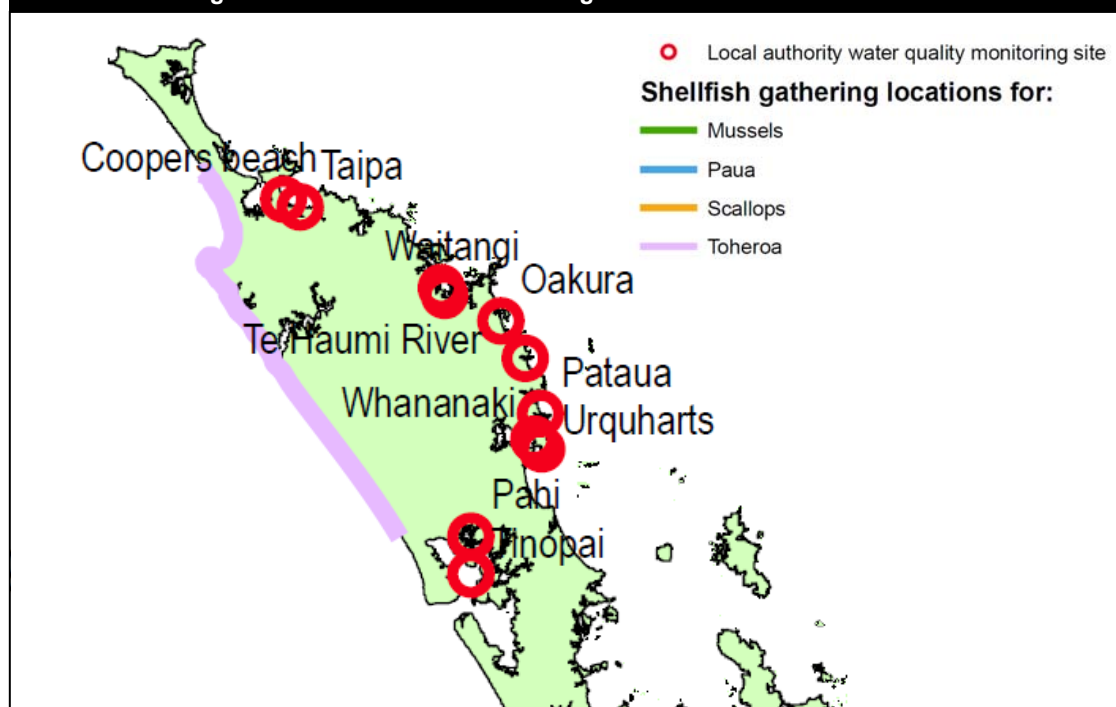 Local authority water quality monitoring site
Shellfish gathering locations for:
Mussels
Paua
Scallops
Toheroa
Coopers beach
Taipa
Waitangi
Oakura
Te Haumi River
Pataua
Whananaki
Urquharts
Pahi
Tinopai